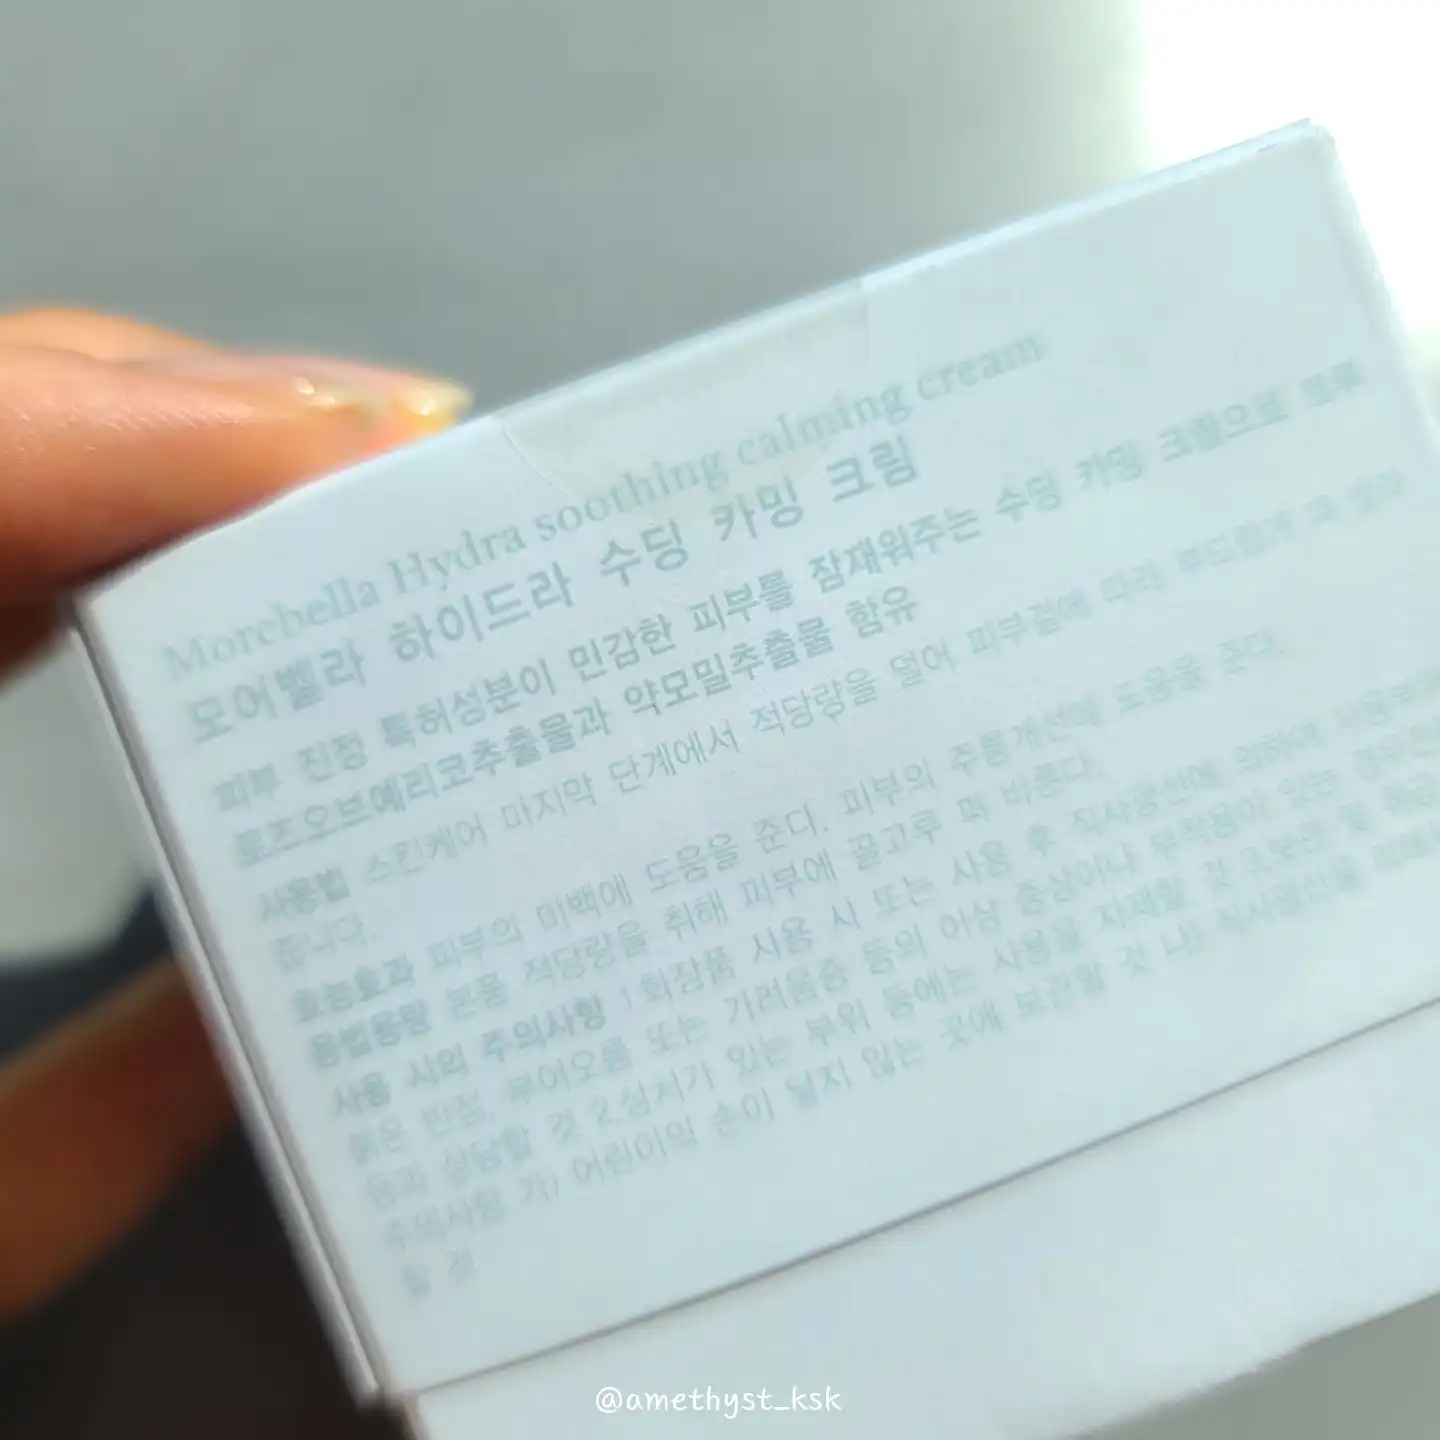 Morebella Hydra soothing calming cream
모어벨라 하이드라 수딩 카밍 크림
피부 진정 특허성분이 민감한 피부를 잠재워주는 수딩 카밍 크림으로
로즈오브예리코추출물과 약모밀추출물 함유
사용법 스킨케어 마지막 단계에서 적당량을 덜어 피부결에 따라 부드럽게 펴 발라
줍니다.
효능효과 피부의 미백에 도움을 준다. 피부의 주름개선에 도움을 준다.
용법용량 본품 적당량을 취해 피부에 골고루 펴 바른다.
사용 시의 주의사항 1.화장품 사용 시 또는 사용 후 직사광선에 의하여 사용부위가
붉은 반점, 부어오름 또는 가려움증 등의 이상 증상이나 부작용이 있는 경우
등과 상담할 것 2.상처가 있는 부위 등에는 사용을 자제할 것 3.보관 및 취급
주의사항 가) 어린이의 손이 닿지 않는 곳에 보관할 것 나) 직사광선을 피해서
할 것
@amethyst_ksk